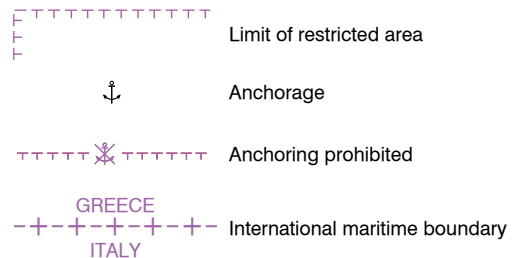 Limit of restricted area
Anchorage
Anchoring prohibited
GREECE
International maritime boundary
ITALY